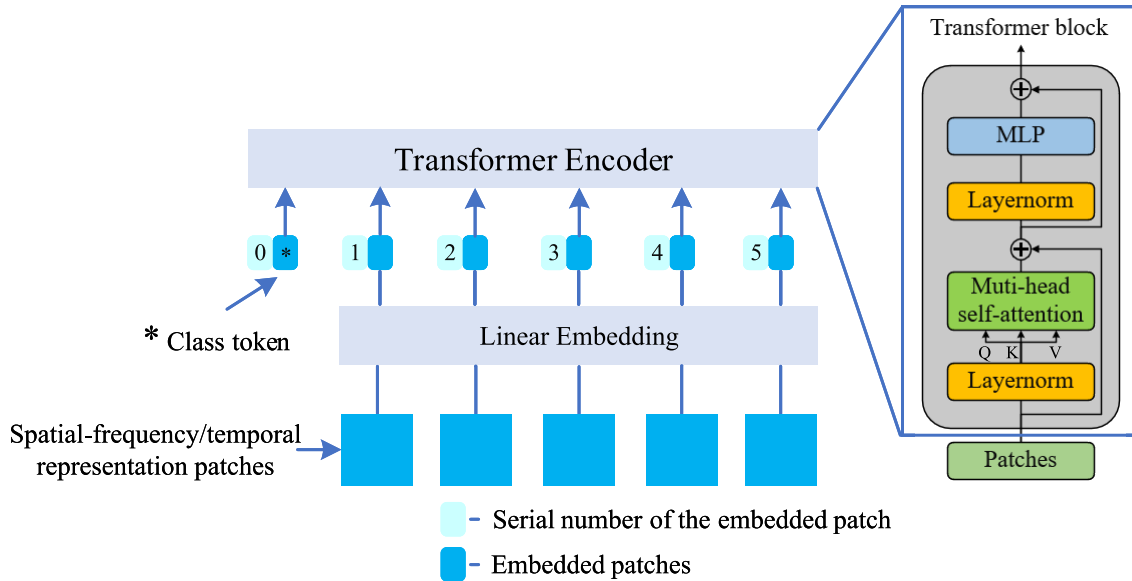 Transformer block
MLP
Layernorm
Muti-head
self-attention
Q K V
Layernorm
Patches
Transformer Encoder
0 * 1 2 3 4 5
* Class token
Linear Embedding
Spatial-frequency/temporal
representation patches
Serial number of the embedded patch
Embedded patches